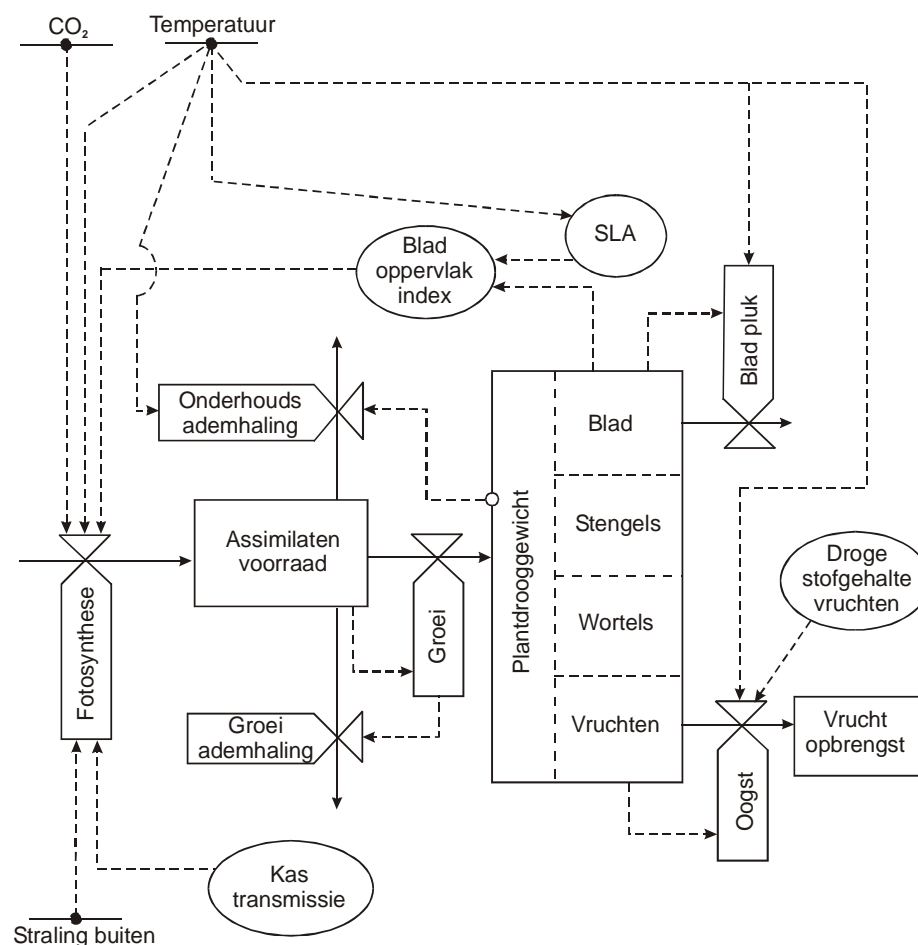 CO₂
Temperatuur
SLA
Blad
oppervlak
index
Blad pluk
Onderhouds
ademhaling
Blad
Stengels
Wortels
Vruchten
Plantdrooggewicht
Assimilaten
voorraad
Groei
Fotosynthese
Groei
ademhaling
Droge
stofgehalte
vruchten
Vrucht
opbrengst
Oogst
Kas
transmissie
Straling buiten